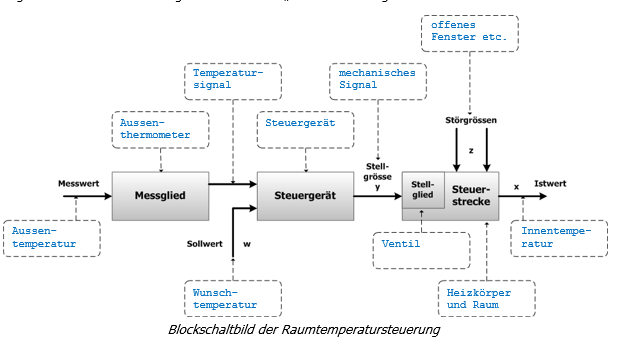 offenes
Fenster etc.
Temperatur-
signal
mechanisches
Signal
Aussen-
thermometer
Steuergerät
Störgrössen
z
Messwert
Messglied
Steuergerät
Stell-
grösse
y
Stell-
glied
Steuer-
strecke
x
Istwert
Aussen-
temperatur
Sollwert
w
Ventil
Innentempe-
ratur
Wunsch-
temperatur
Heizkörper
und Raum
Blockschaltbild der Raumtemperatursteuerung